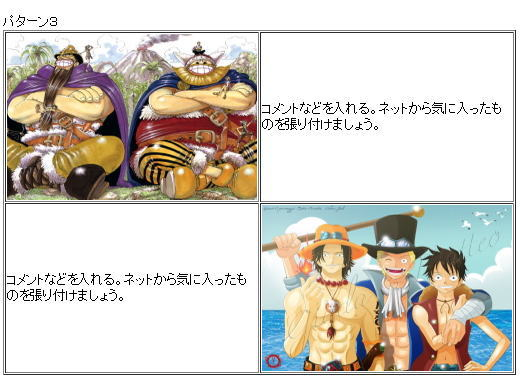 パターン３
コメントなどを入れる。ネットから気に入ったも
のを張り付けましょう。
コメントなどを入れる。ネットから気に入ったも
のを張り付けましょう。